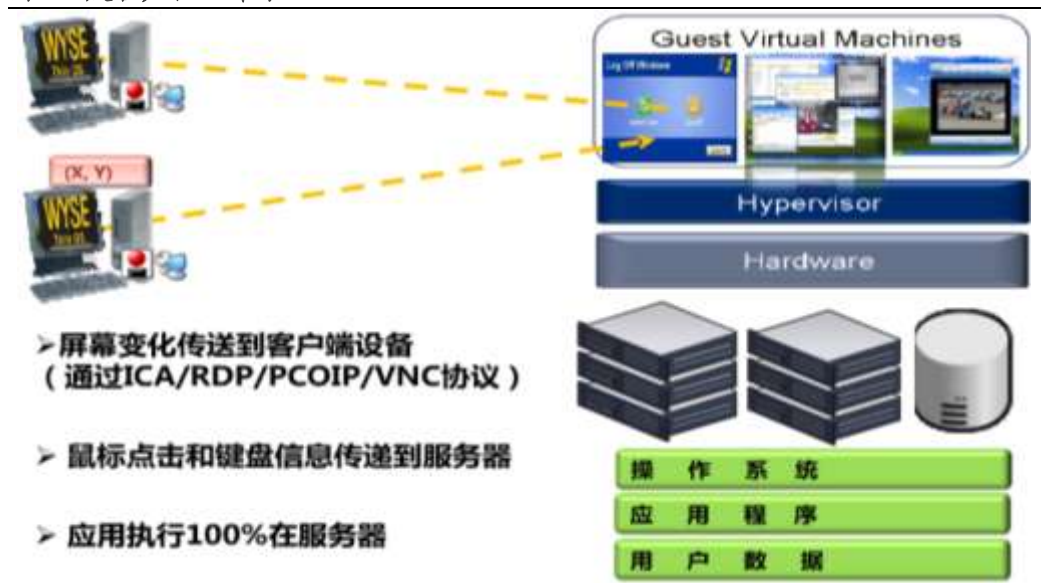 WYSE
Guest Virtual Machines
Log Off Windows
(X, Y)
WYSE
Hypervisor
Hardware
➢屏幕变化传送到客户端设备
（通过ICA/RDP/PCOIP/VNC协议）
➢ 鼠标点击和键盘信息传递到服务器
➢ 应用执行100%在服务器
操 作 系 统
应 用 程 序
用 户 数 据